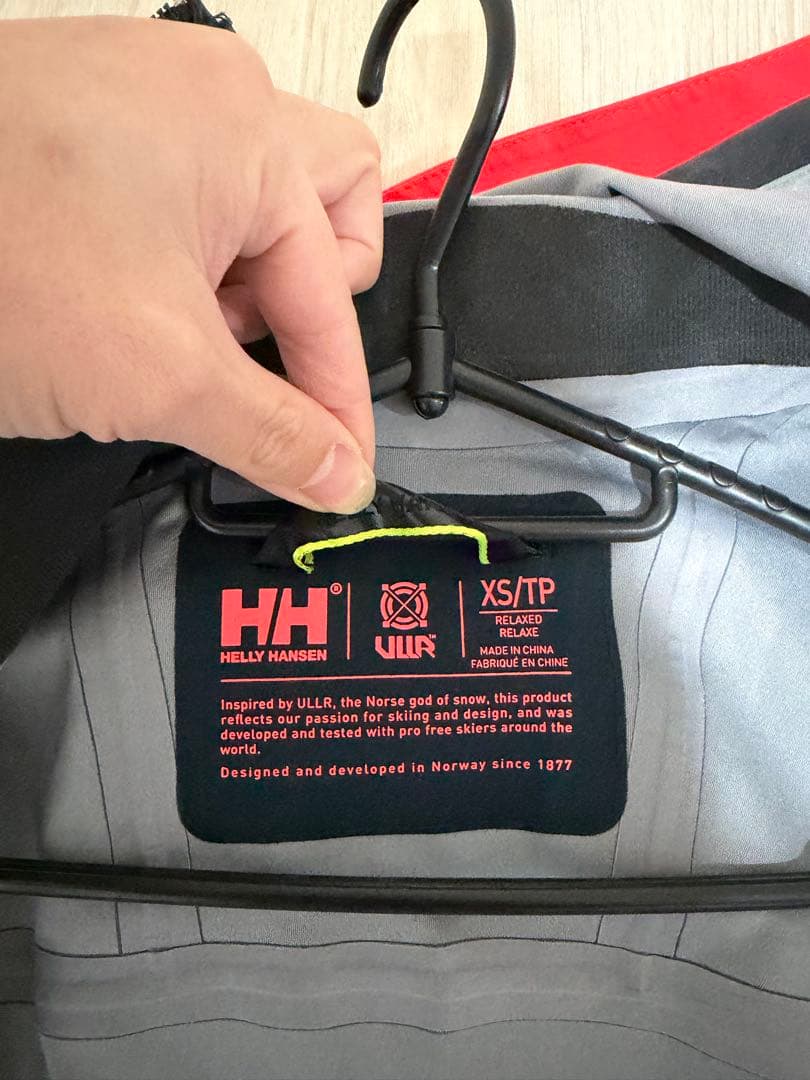 HH®
HELLY HANSEN
ULLR™
XS/TP
RELAXED
RELAXE
MADE IN CHINA
FABRIQUÉ EN CHINE
Inspired by ULLR, the Norse god of snow, this product
reflects our passion for skiing and design, and was
developed and tested with pro free skiers around the
world.
Designed and developed in Norway since 1877